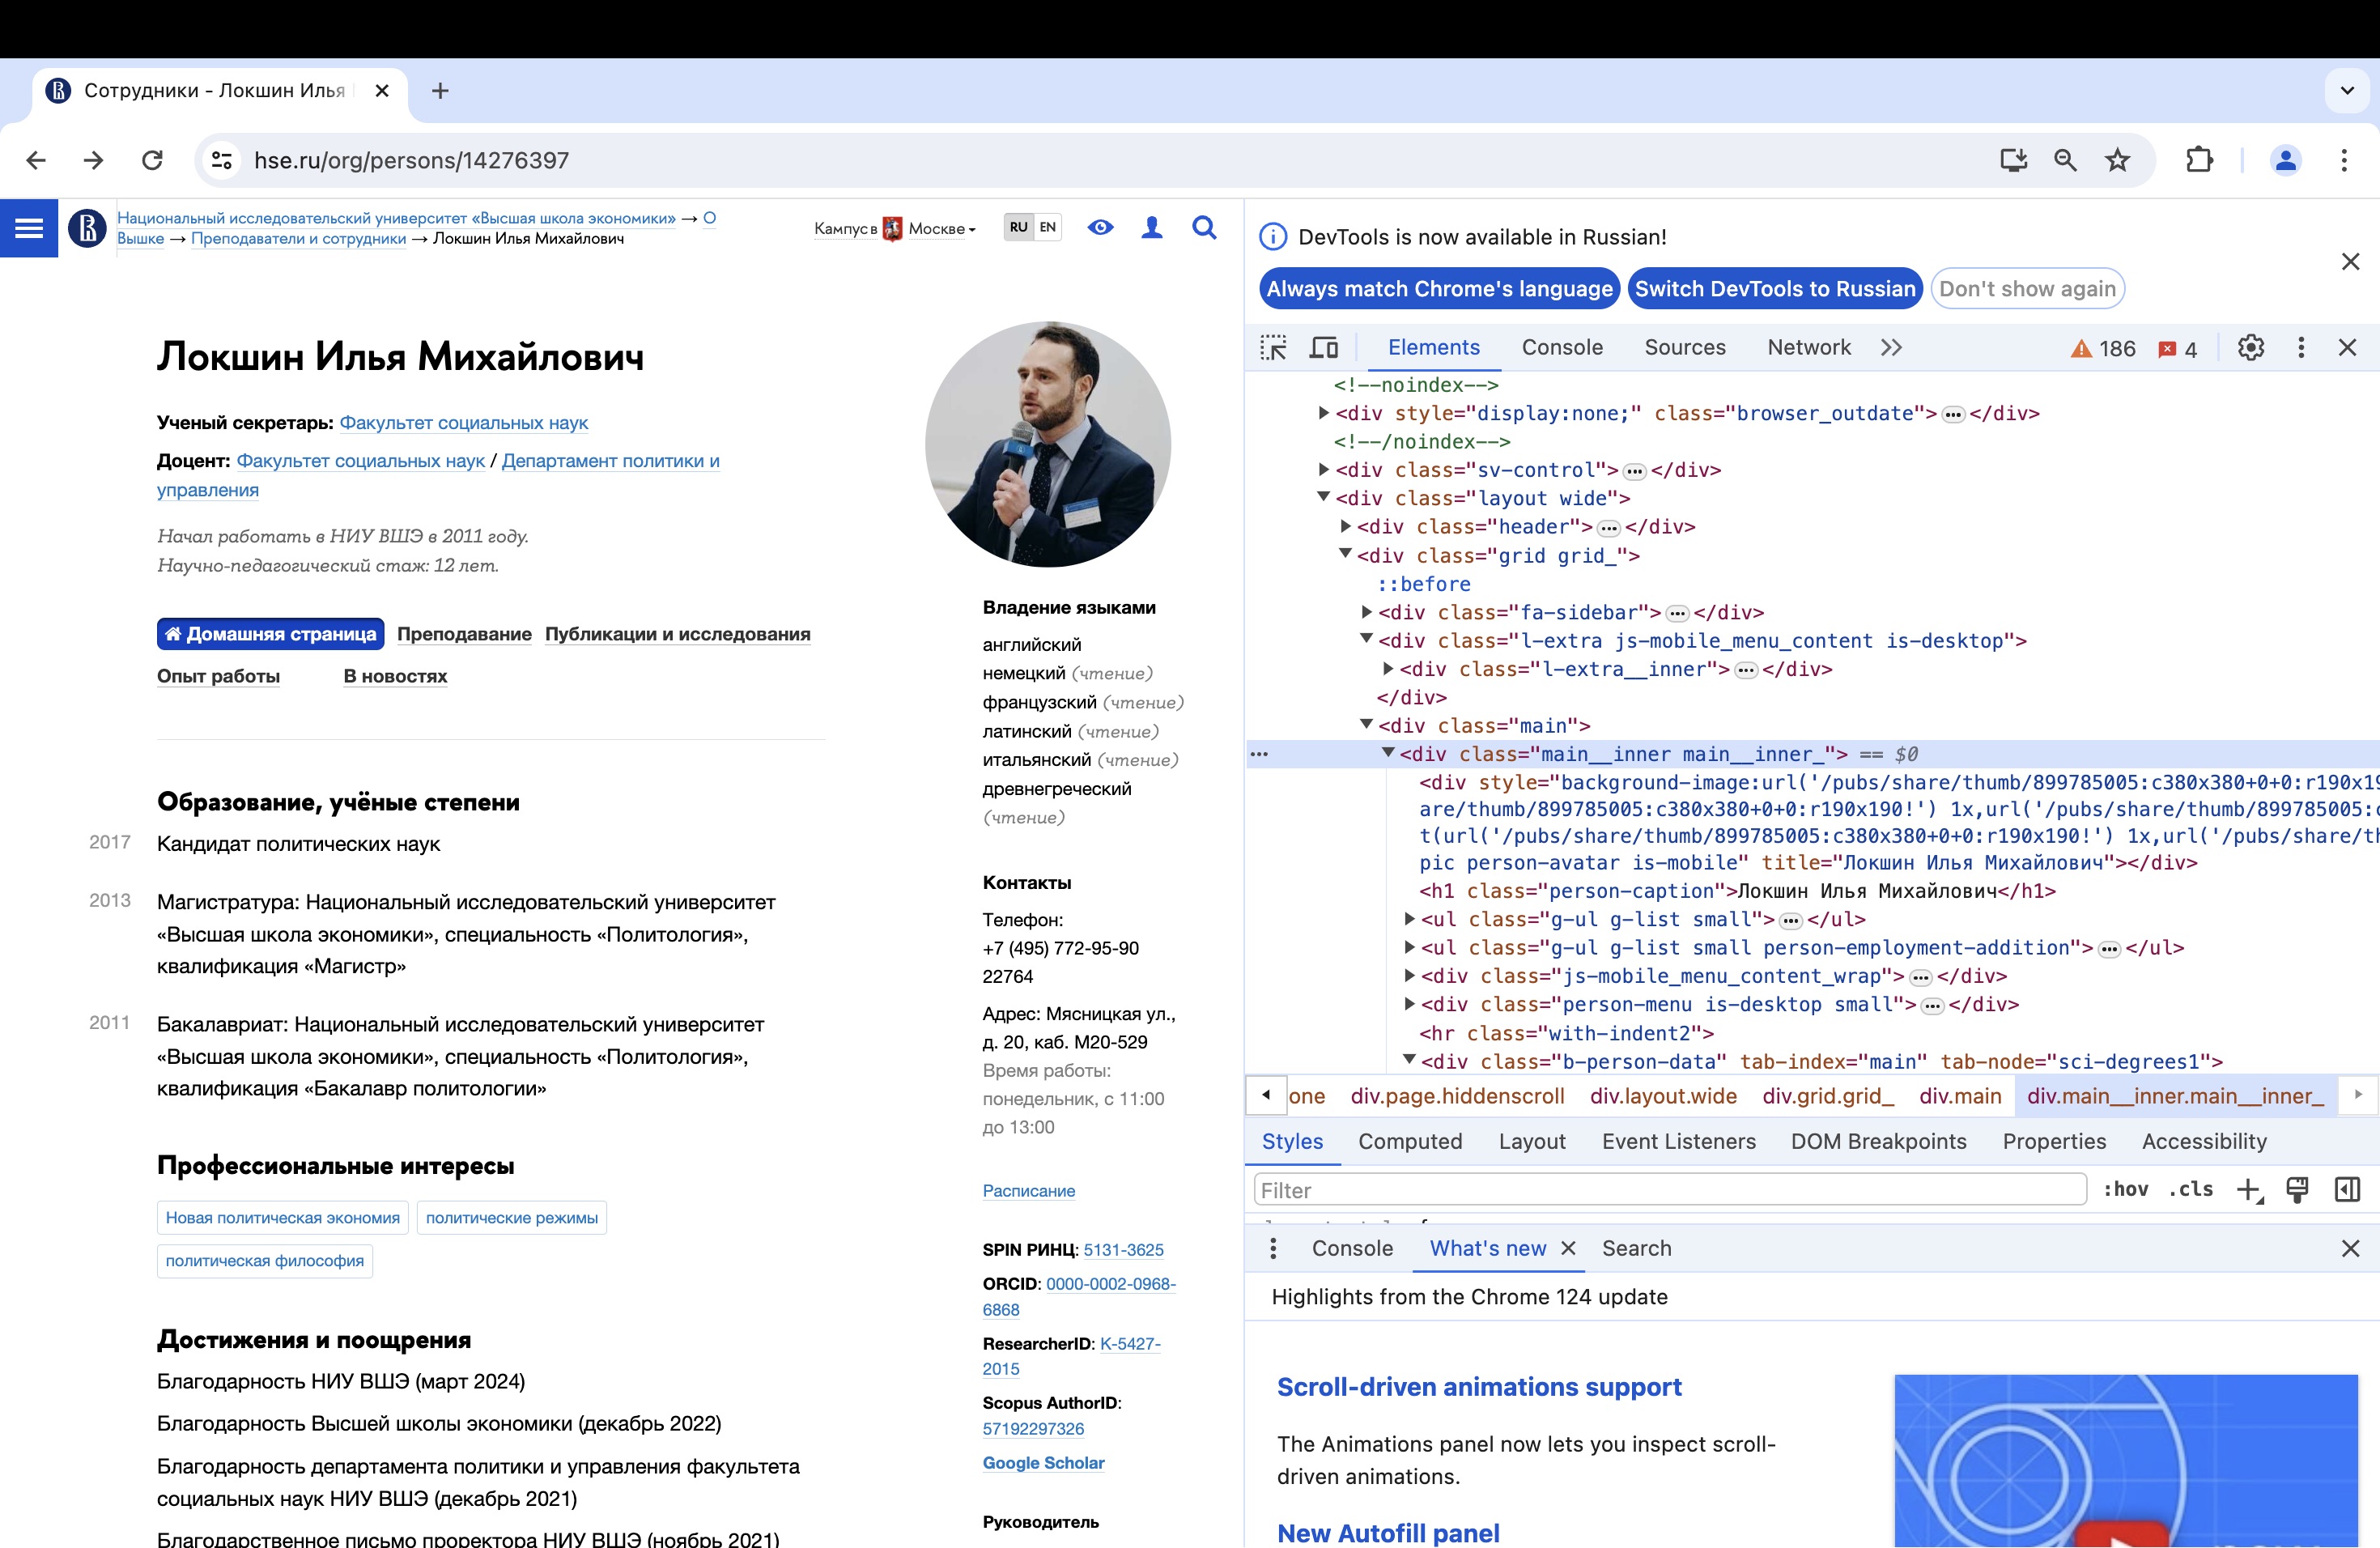 Сотрудники - Локшин Илья
hse.ru/org/persons/14276397
Национальный исследовательский университет «Высшая школа экономики» → О
Вышке → Преподаватели и сотрудники → Локшин Илья Михайлович
Кампус в Москве
RU EN
Локшин Илья Михайлович
Ученый секретарь: Факультет социальных наук
Доцент: Факультет социальных наук / Департамент политики и
управления
Начал работать в НИУ ВШЭ в 2011 году.
Научно-педагогический стаж: 12 лет.
Домашняя страница Преподавание Публикации и исследования
Опыт работы В новостях
Образование, учёные степени
2017 Кандидат политических наук
2013 Магистратура: Национальный исследовательский университет
«Высшая школа экономики», специальность «Политология»,
квалификация «Магистр»
2011 Бакалавриат: Национальный исследовательский университет
«Высшая школа экономики», специальность «Политология»,
квалификация «Бакалавр политологии»
Профессиональные интересы
Новая политическая экономия политические режимы
политическая философия
Достижения и поощрения
Благодарность НИУ ВШЭ (март 2024)
Благодарность Высшей школы экономики (декабрь 2022)
Благодарность департамента политики и управления факультета
социальных наук НИУ ВШЭ (декабрь 2021)
Благодарственное письмо проректора НИУ ВШЭ (ноябрь 2021)
Владение языками
английский
немецкий (чтение)
французский (чтение)
латинский (чтение)
итальянский (чтение)
древнегреческий
(чтение)
Контакты
Телефон:
+7 (495) 772-95-90
22764
Адрес: Мясницкая ул.,
д. 20, каб. М20-529
Время работы:
понедельник, с 11:00
до 13:00
Расписание
SPIN РИНЦ: 5131-3625
ORCID: 0000-0002-0968-
6868
ResearcherID: K-5427-
2015
Scopus AuthorID:
57192297326
Google Scholar
Руководитель
DevTools is now available in Russian!
Always match Chrome's language Switch DevTools to Russian Don't show again
Elements Console Sources Network 186 4
<!--noindex-->
<div style="display:none;" class="browser_outdate">…</div>
<!--/noindex-->
<div class="sv-control">…</div>
<div class="layout wide">
<div class="header">…</div>
<div class="grid grid_">
::before
<div class="fa-sidebar">…</div>
<div class="l-extra js-mobile_menu_content is-desktop">
<div class="l-extra__inner">…</div>
</div>
<div class="main">
… <div class="main__inner main__inner_"> == $0
<div style="background-image:url('/pubs/share/thumb/899785005:c380x380+0+0:r190x19
are/thumb/899785005:c380x380+0+0:r190x190!') 1x,url('/pubs/share/thumb/899785005:c
t(url('/pubs/share/thumb/899785005:c380x380+0+0:r190x190!') 1x,url('/pubs/share/th
pic person-avatar is-mobile" title="Локшин Илья Михайлович"></div>
<h1 class="person-caption">Локшин Илья Михайлович</h1>
<ul class="g-ul g-list small">…</ul>
<ul class="g-ul g-list small person-employment-addition">…</ul>
<div class="js-mobile_menu_content_wrap">…</div>
<div class="person-menu is-desktop small">…</div>
<hr class="with-indent2">
<div class="b-person-data" tab-index="main" tab-node="sci-degrees1">
one div.page.hiddenscroll div.layout.wide div.grid.grid_ div.main div.main__inner.main__inner_
Styles Computed Layout Event Listeners DOM Breakpoints Properties Accessibility
Filter :hov .cls
Console What's new Search
Highlights from the Chrome 124 update
Scroll-driven animations support
The Animations panel now lets you inspect scroll-
driven animations.
New Autofill panel